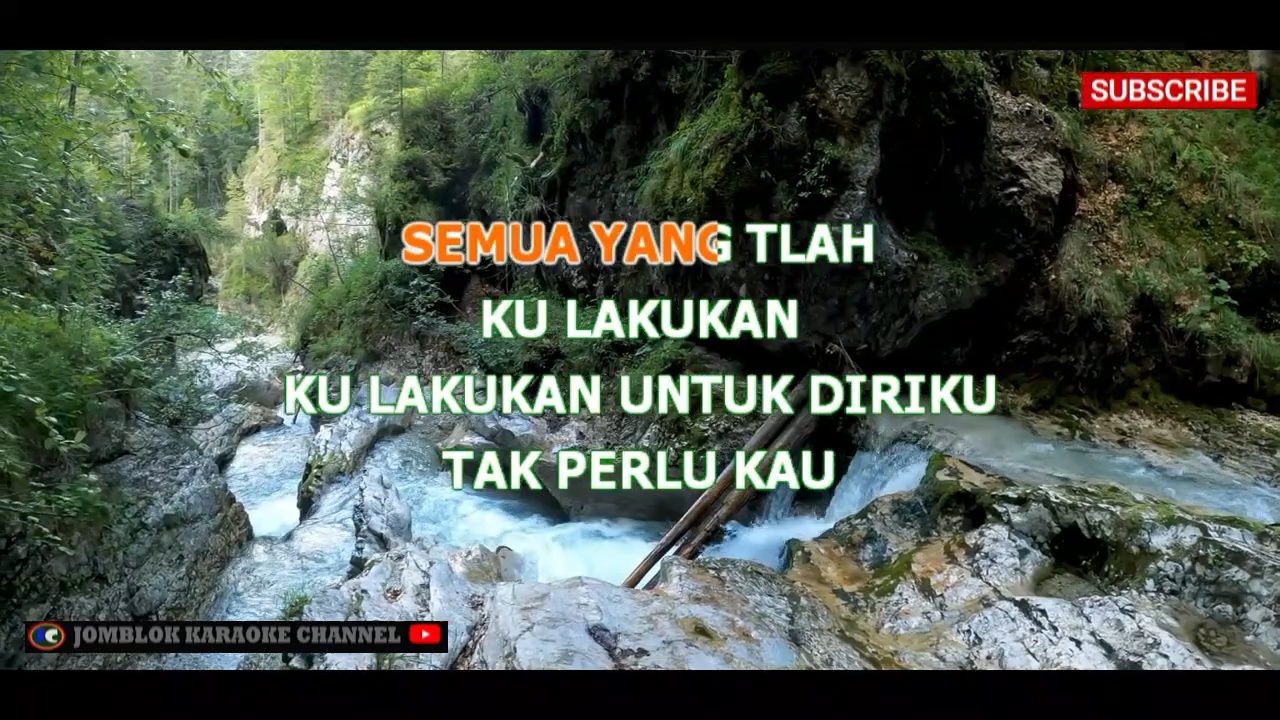 SUBSCRIBE
SEMUA YANG TLAH
KU LAKUKAN
KU LAKUKAN UNTUK DIRIKU
TAK PERLU KAU
JOMBLOK KARAOKE CHANNEL